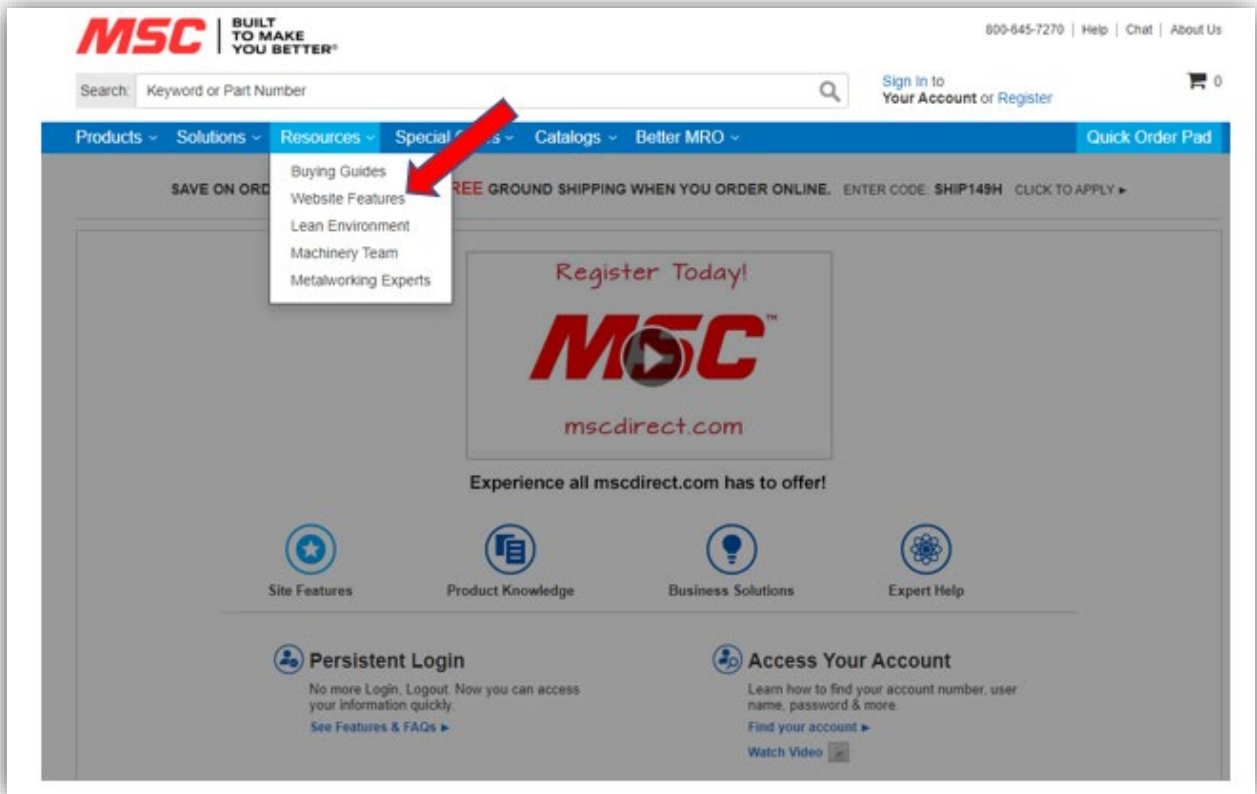 MSC
BUILT
TO MAKE
YOU BETTER®
800-645-7270 | Help | Chat | About Us
Search: Keyword or Part Number
Sign In to
Your Account or Register
0
Products Solutions Resources Special Catalogs Better MRO Quick Order Pad
Buying Guides
Website Features
Lean Environment
Machinery Team
Metalworking Experts
SAVE ON ORD GROUND SHIPPING WHEN YOU ORDER ONLINE. ENTER CODE: SHIP149H CLICK TO APPLY ►
Register Today!
MSC™
mscdirect.com
Experience all mscdirect.com has to offer!
Site Features Product Knowledge Business Solutions Expert Help
Persistent Login
No more Login, Logout. Now you can access
your information quickly.
See Features & FAQs ►
Access Your Account
Learn how to find your account number, user
name, password & more.
Find your account ►
Watch Video